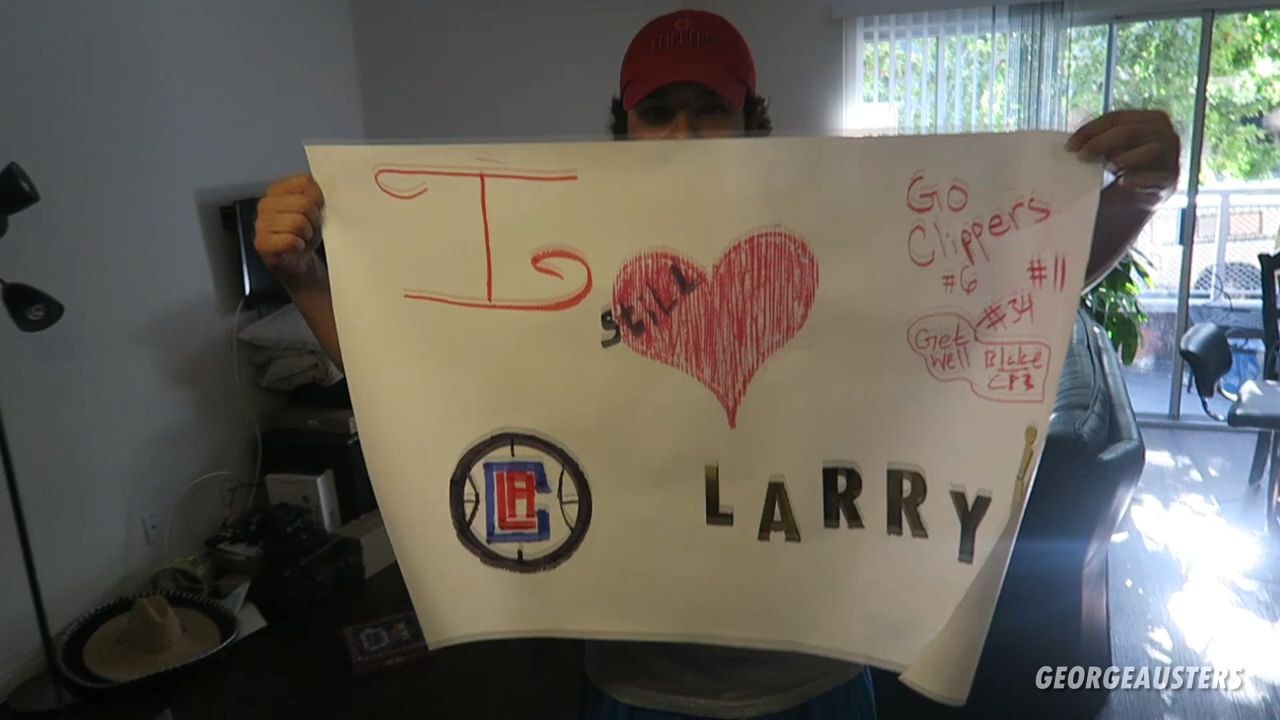 I
STiLL
Go
Clippers
#6 #11
#34
Get
Well
Blake
CP3
LAC
LARRY
GEORGEAUSTERS